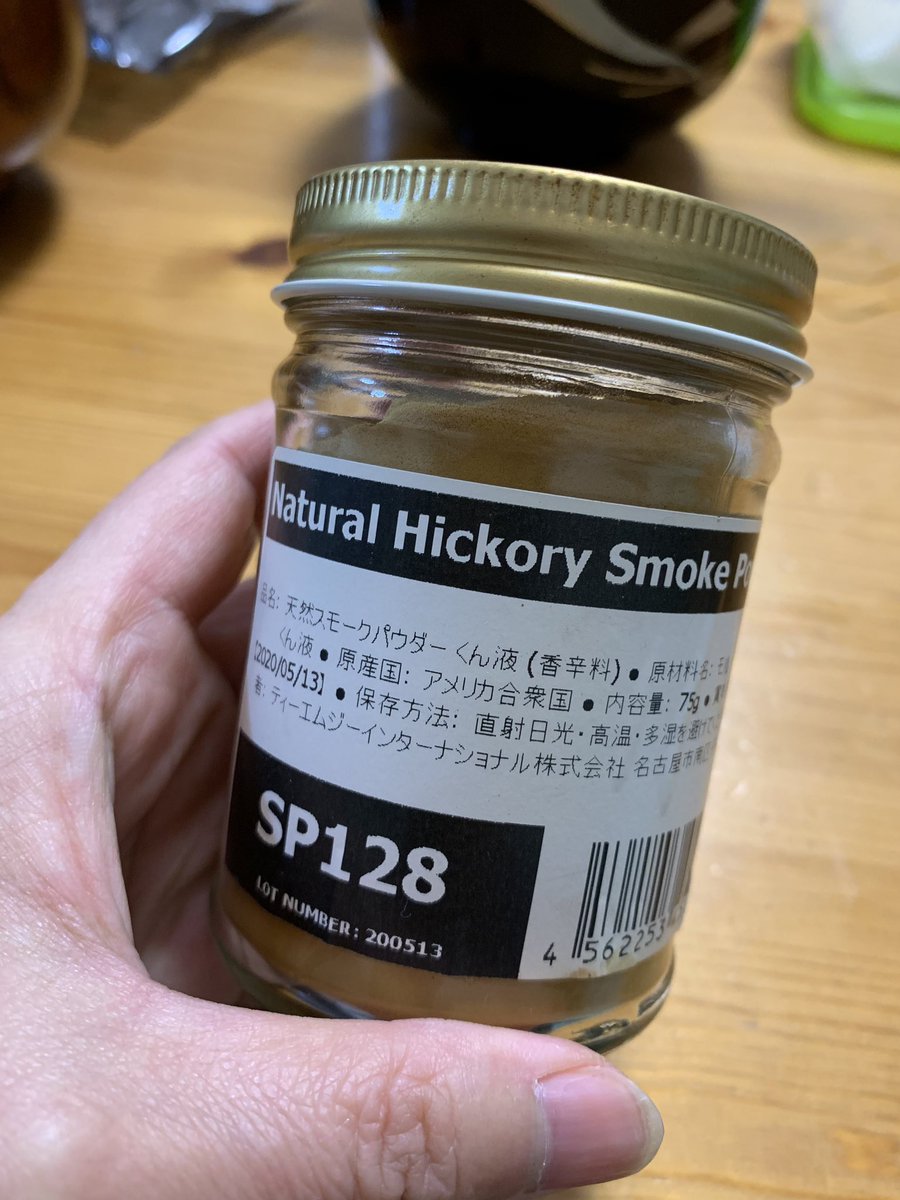 Natural Hickory Smoke
品名: 天然スモークパウダー くん液 (香辛料) ● 原材料名:
くん液 ● 原産国: アメリカ合衆国 ● 内容量: 75g ●
【2020/05/13】 ● 保存方法: 直射日光・高温・多湿を避けて
者: ティーエムジーインターナショナル株式会社 名古屋市南区
SP128
LOT NUMBER: 200513
4 562253